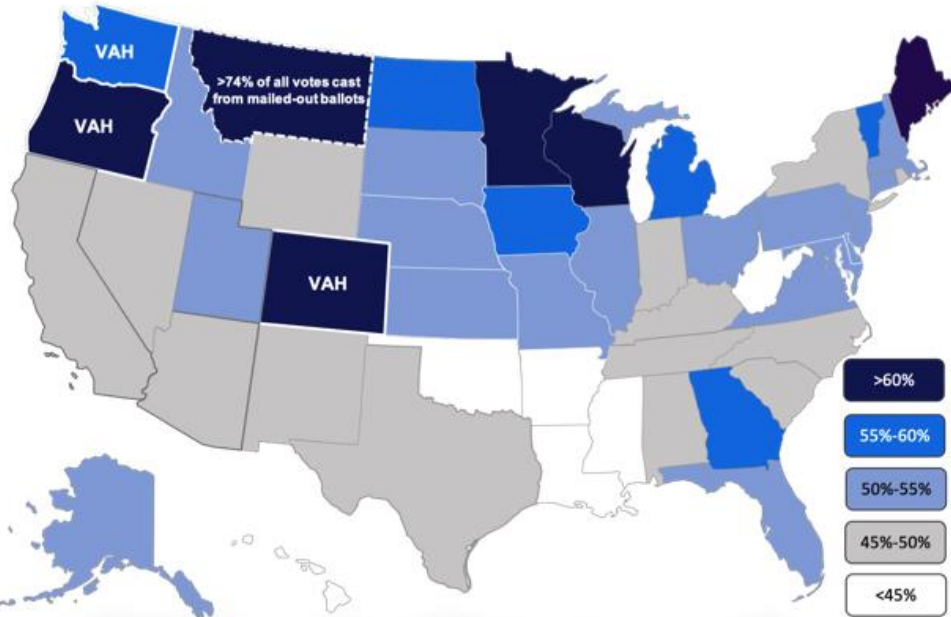 VAH
VAH
>74% of all votes cast
from mailed-out ballots
VAH
>60%
55%-60%
50%-55%
45%-50%
<45%